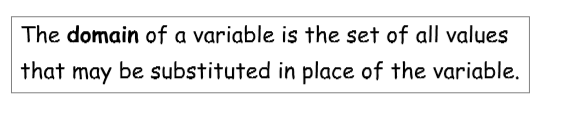 The domain of a variable is the set of all values
that may be substituted in place of the variable.